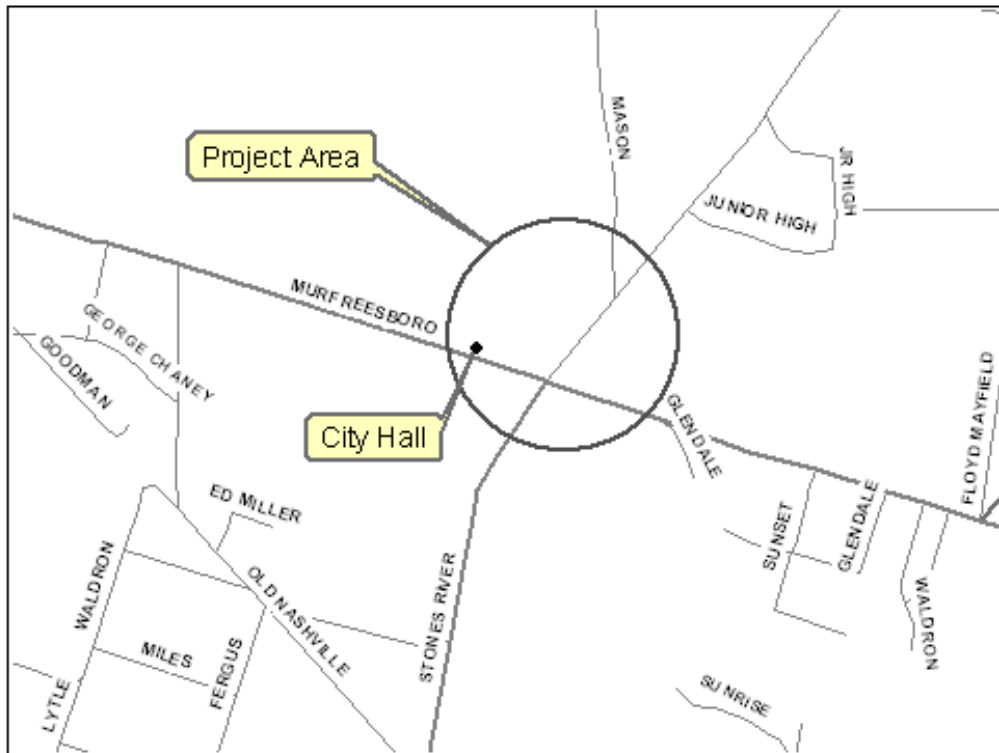 MASON
Project Area
JR HIGH
JUNIOR HIGH
MURFREESBORO
GEORGE CHANEY
GOODMAN
City Hall
GLENDALE
FLOYD MAYFIELD
ED MILLER
SUNSET
GLENDALE
WALDRON
OLD NASHVILLE
STONES RIVER
WALDRON
MILES
FERGUS
LYTLE
SUNRISE